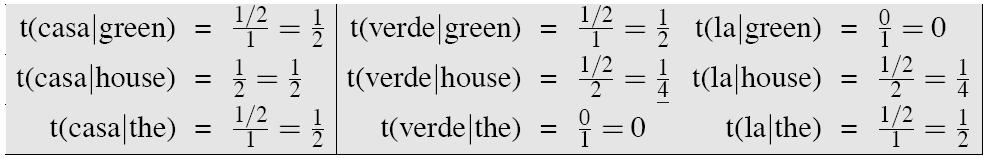 t(casa|green) = 1/2/1 = 1/2 t(verde|green) = 1/2/1 = 1/2 t(la|green) = 0/1 = 0
t(casa|house) = 1/2 = 1/2 t(verde|house) = 1/2/2 = 1/4 t(la|house) = 1/2/2 = 1/4
t(casa|the) = 1/2/1 = 1/2 t(verde|the) = 0/1 = 0 t(la|the) = 1/2/1 = 1/2